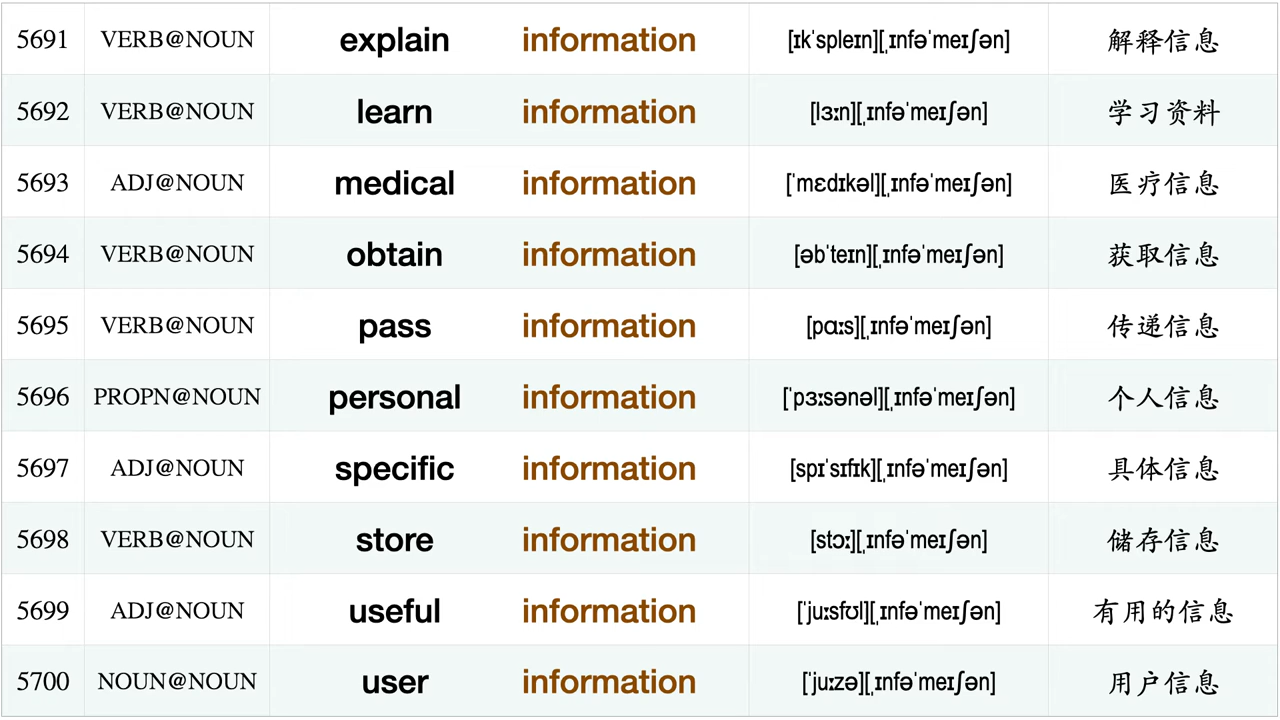 5691 VERB@NOUN explain information [ɪkˈspleɪn][ˌɪnfəˈmeɪʃən] 解释信息
5692 VERB@NOUN learn information [lɜːn][ˌɪnfəˈmeɪʃən] 学习资料
5693 ADJ@NOUN medical information [ˈmɛdɪkəl][ˌɪnfəˈmeɪʃən] 医疗信息
5694 VERB@NOUN obtain information [əbˈteɪn][ˌɪnfəˈmeɪʃən] 获取信息
5695 VERB@NOUN pass information [pɑːs][ˌɪnfəˈmeɪʃən] 传递信息
5696 PROPN@NOUN personal information [ˈpɜːsənəl][ˌɪnfəˈmeɪʃən] 个人信息
5697 ADJ@NOUN specific information [spɪˈsɪfɪk][ˌɪnfəˈmeɪʃən] 具体信息
5698 VERB@NOUN store information [stɔː][ˌɪnfəˈmeɪʃən] 储存信息
5699 ADJ@NOUN useful information [ˈjuːsfʊl][ˌɪnfəˈmeɪʃən] 有用的信息
5700 NOUN@NOUN user information [ˈjuːzə][ˌɪnfəˈmeɪʃən] 用户信息